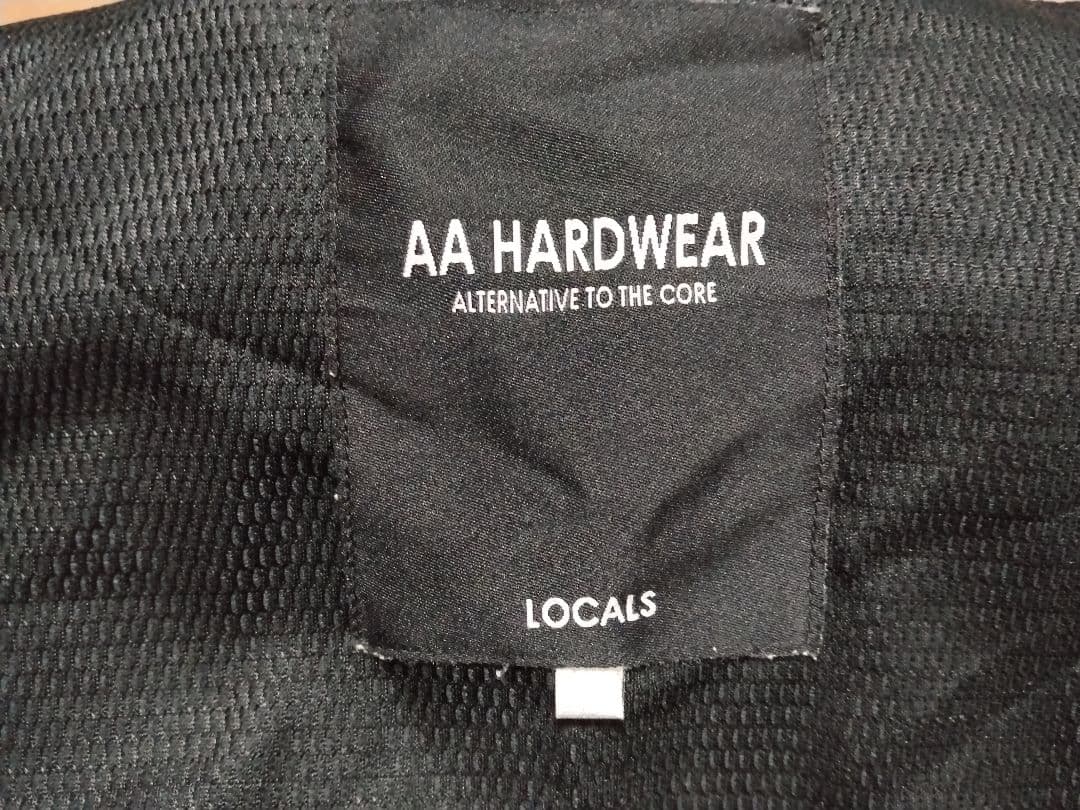 AA HARDWEAR
ALTERNATIVE TO THE CORE
LOCALS